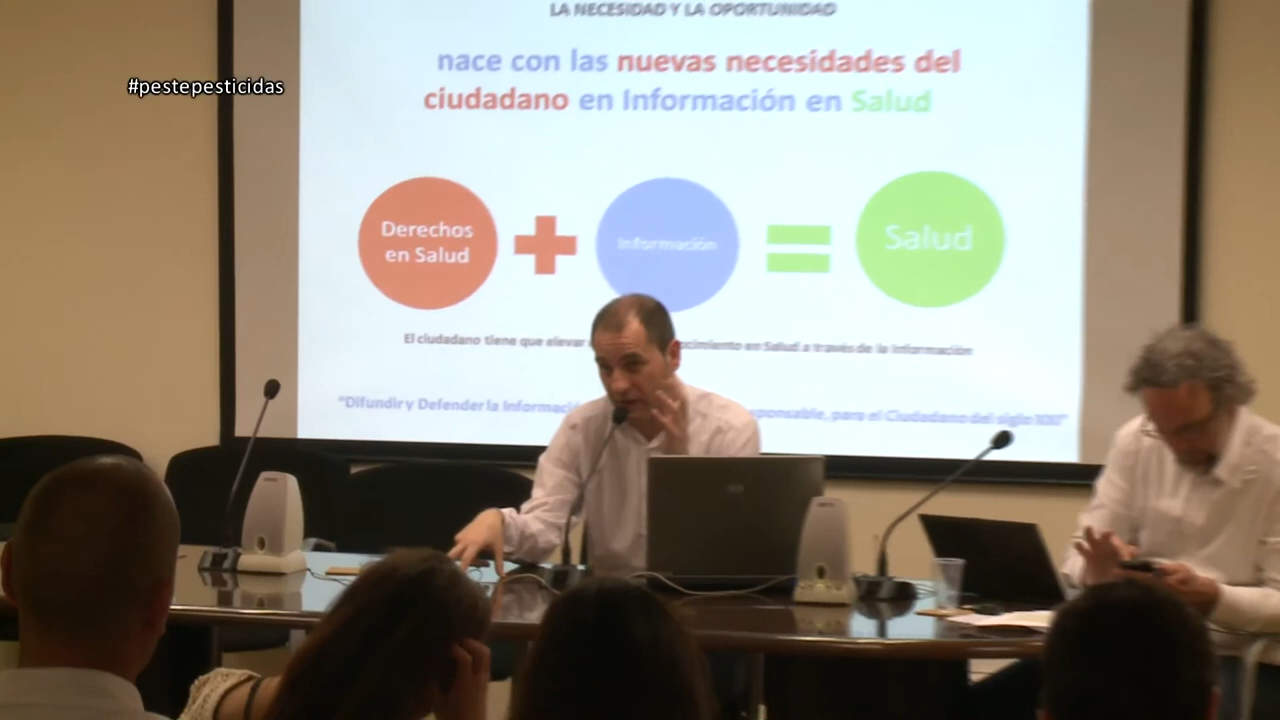 LA NECESIDAD Y LA OPORTUNIDAD
nace con las nuevas necesidades del
#pestepesticidas
ciudadano en Información en Salud
Derechos
en Salud
Información
Salud
El ciudadano tiene que elevar en Salud a través de la Información
“Difundir y Defender la Información para el Ciudadano del siglo XXI”